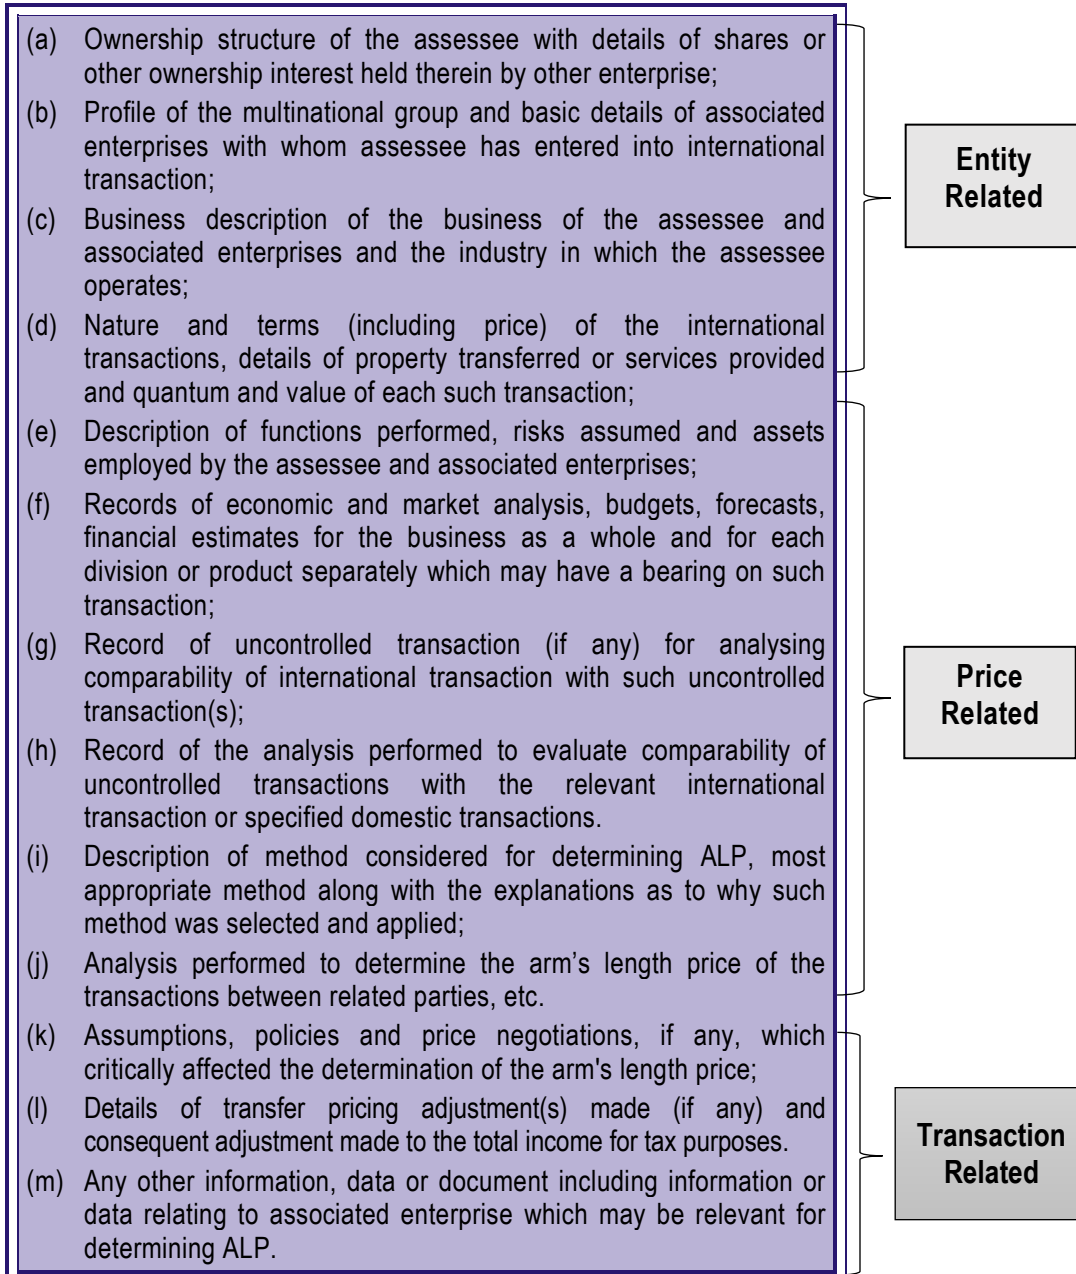 (a) Ownership structure of the assessee with details of shares or
other ownership interest held therein by other enterprise;
(b) Profile of the multinational group and basic details of associated
enterprises with whom assessee has entered into international
transaction;
(c) Business description of the business of the assessee and
associated enterprises and the industry in which the assessee
operates;
(d) Nature and terms (including price) of the international
transactions, details of property transferred or services provided
and quantum and value of each such transaction;
Entity
Related
(e) Description of functions performed, risks assumed and assets
employed by the assessee and associated enterprises;
(f) Records of economic and market analysis, budgets, forecasts,
financial estimates for the business as a whole and for each
division or product separately which may have a bearing on such
transaction;
(g) Record of uncontrolled transaction (if any) for analysing
comparability of international transaction with such uncontrolled
transaction(s);
(h) Record of the analysis performed to evaluate comparability of
uncontrolled transactions with the relevant international
transaction or specified domestic transactions.
(i) Description of method considered for determining ALP, most
appropriate method along with the explanations as to why such
method was selected and applied;
(j) Analysis performed to determine the arm’s length price of the
transactions between related parties, etc.
Price
Related
(k) Assumptions, policies and price negotiations, if any, which
critically affected the determination of the arm's length price;
(l) Details of transfer pricing adjustment(s) made (if any) and
consequent adjustment made to the total income for tax purposes.
(m) Any other information, data or document including information or
data relating to associated enterprise which may be relevant for
determining ALP.
Transaction
Related